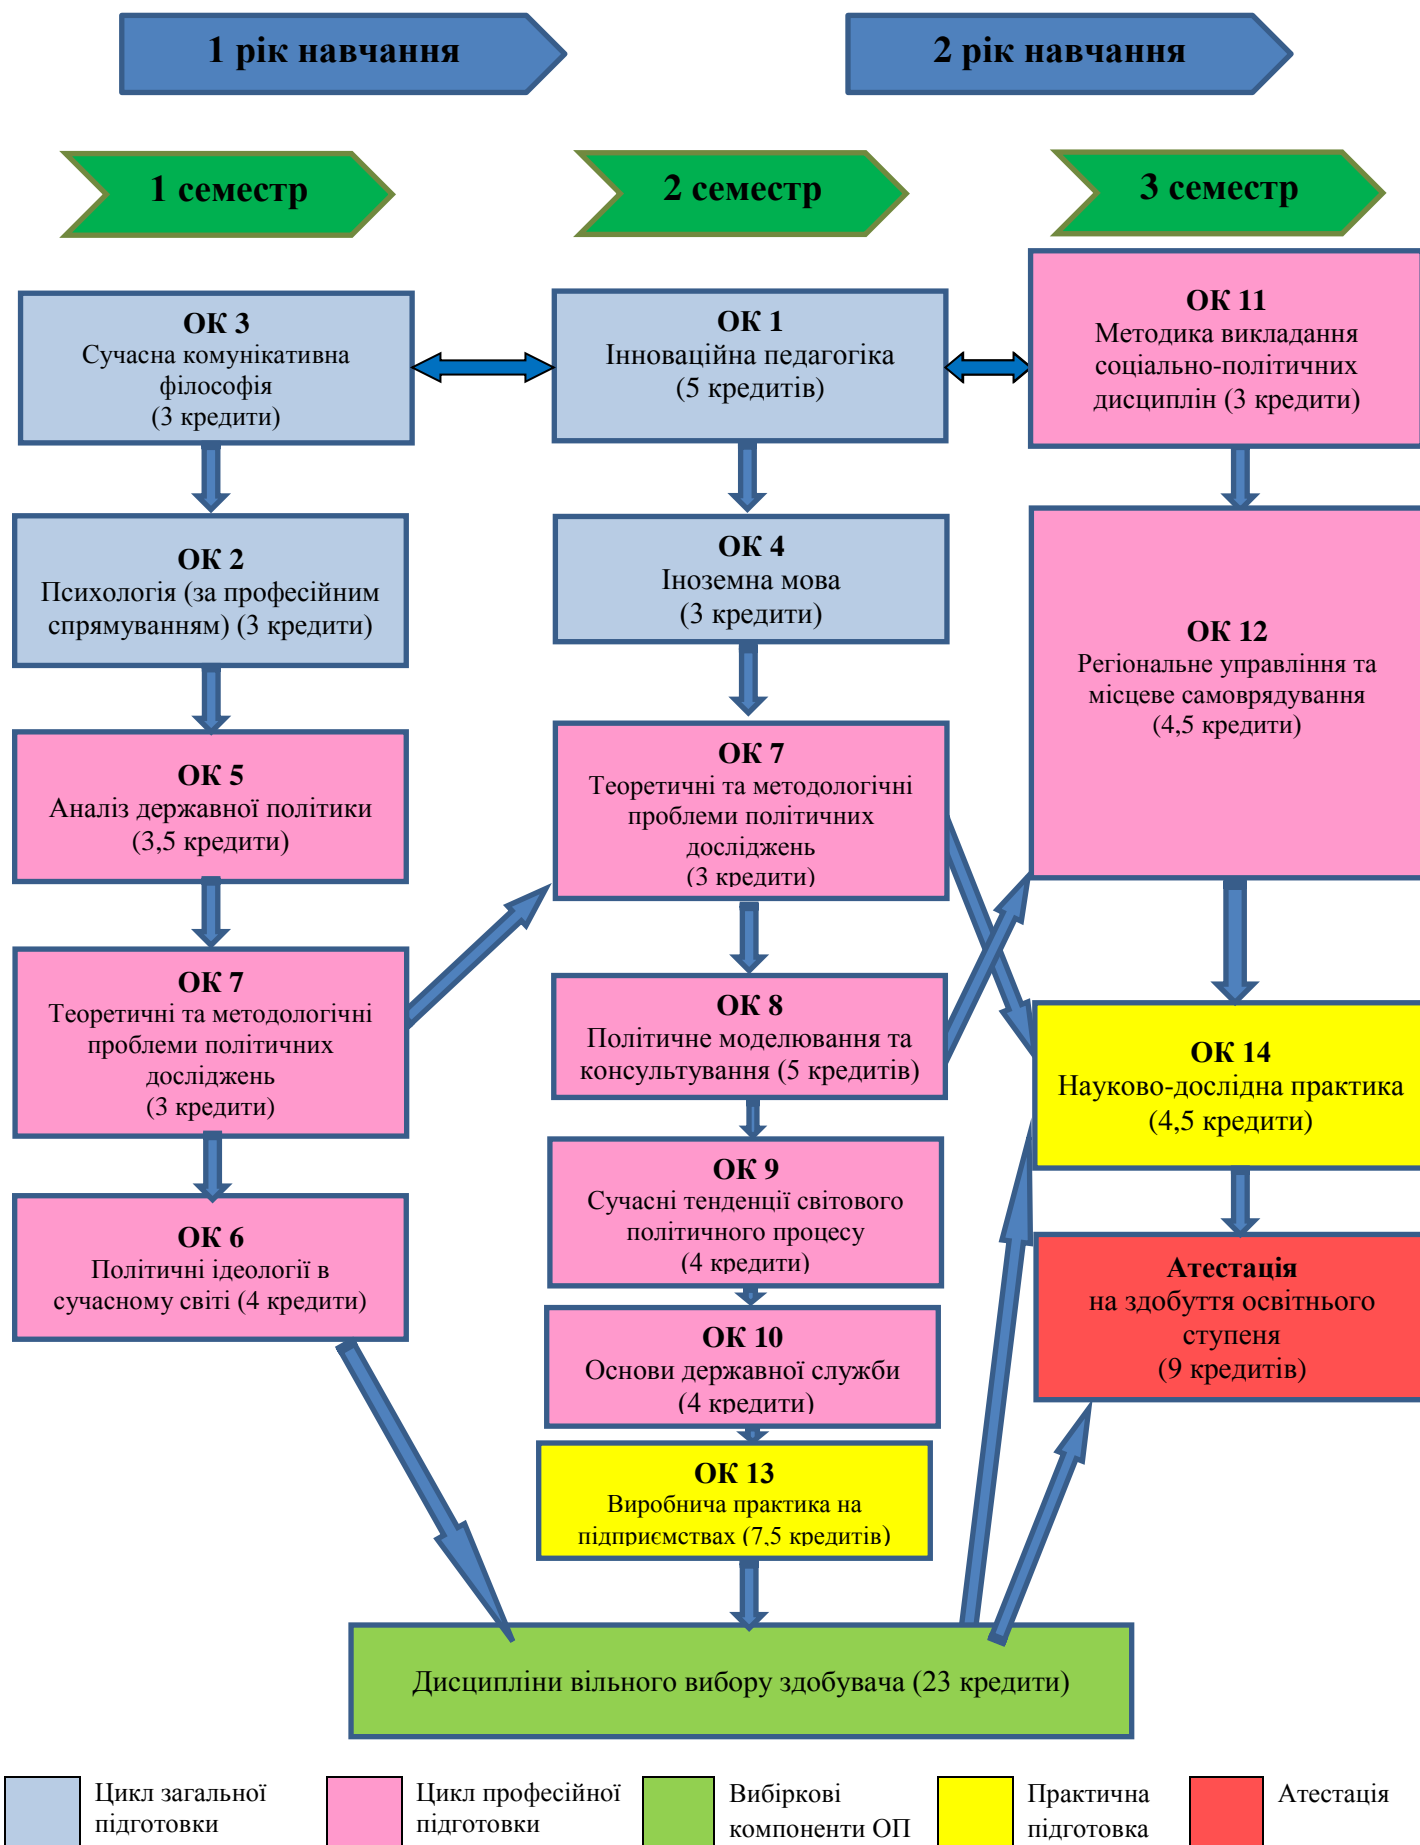 1 рік навчання
2 рік навчання
1 семестр
2 семестр
3 семестр
ОК 3
Сучасна комунікативна
філософія
(3 кредити)
ОК 2
Психологія (за професійним
спрямуванням) (3 кредити)
ОК 5
Аналіз державної політики
(3,5 кредити)
ОК 7
Теоретичні та методологічні
проблеми політичних
досліджень
(3 кредити)
ОК 6
Політичні ідеології в
сучасному світі (4 кредити)
ОК 1
Інноваційна педагогіка
(5 кредитів)
ОК 4
Іноземна мова
(3 кредити)
ОК 7
Теоретичні та методологічні
проблеми політичних
досліджень
(3 кредити)
ОК 8
Політичне моделювання та
консультування (5 кредитів)
ОК 9
Сучасні тенденції світового
політичного процесу
(4 кредити)
ОК 10
Основи державної служби
(4 кредити)
ОК 13
Виробнича практика на
підприємствах (7,5 кредитів)
ОК 11
Методика викладання
соціально-політичних
дисциплін (3 кредити)
ОК 12
Регіональне управління та
місцеве самоврядування
(4,5 кредити)
ОК 14
Науково-дослідна практика
(4,5 кредити)
Атестація
на здобуття освітнього
ступеня
(9 кредитів)
Дисципліни вільного вибору здобувача (23 кредити)
Цикл загальної
підготовки
Цикл професійної
підготовки
Вибіркові
компоненти ОП
Практична
підготовка
Атестація